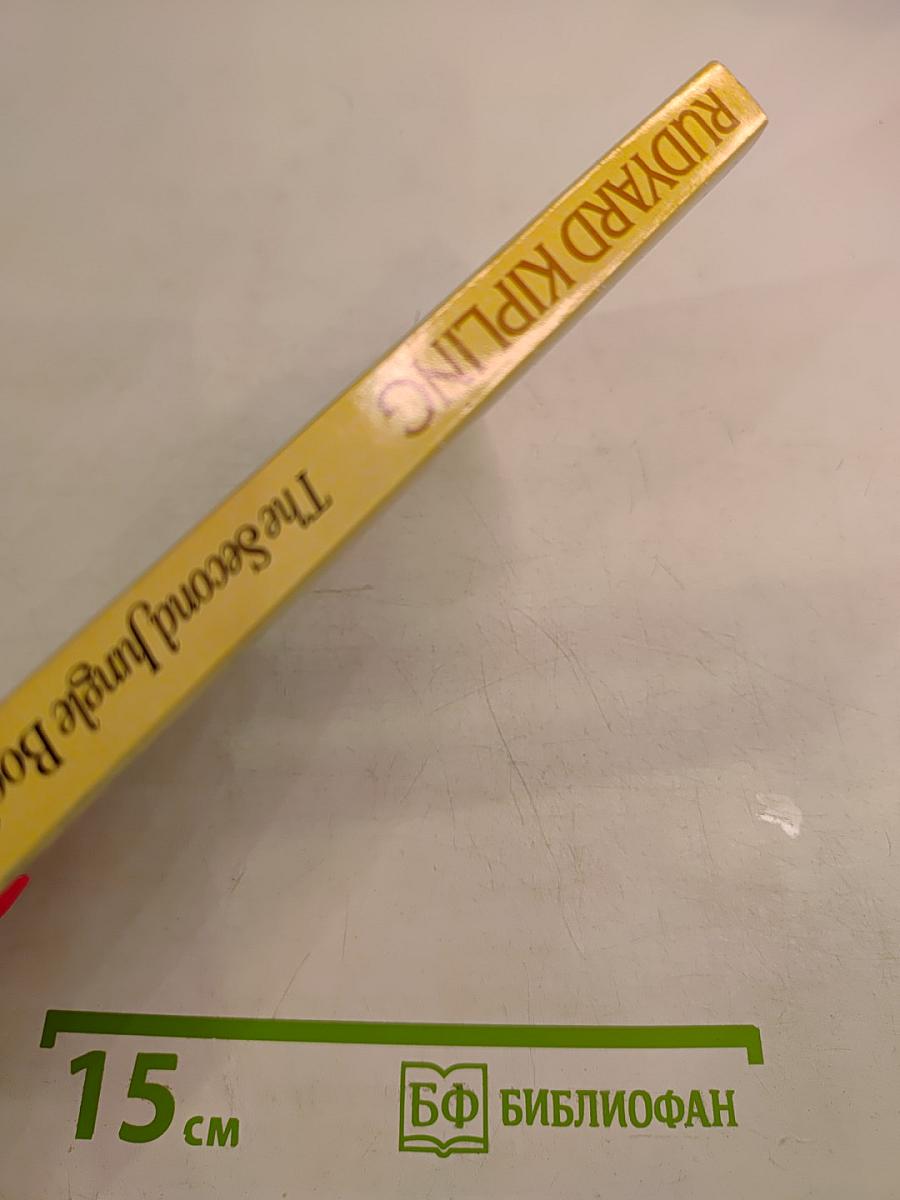 RUDYARD KIPLING
The Second Jungle
15 см
БФ БИБЛИОФАН